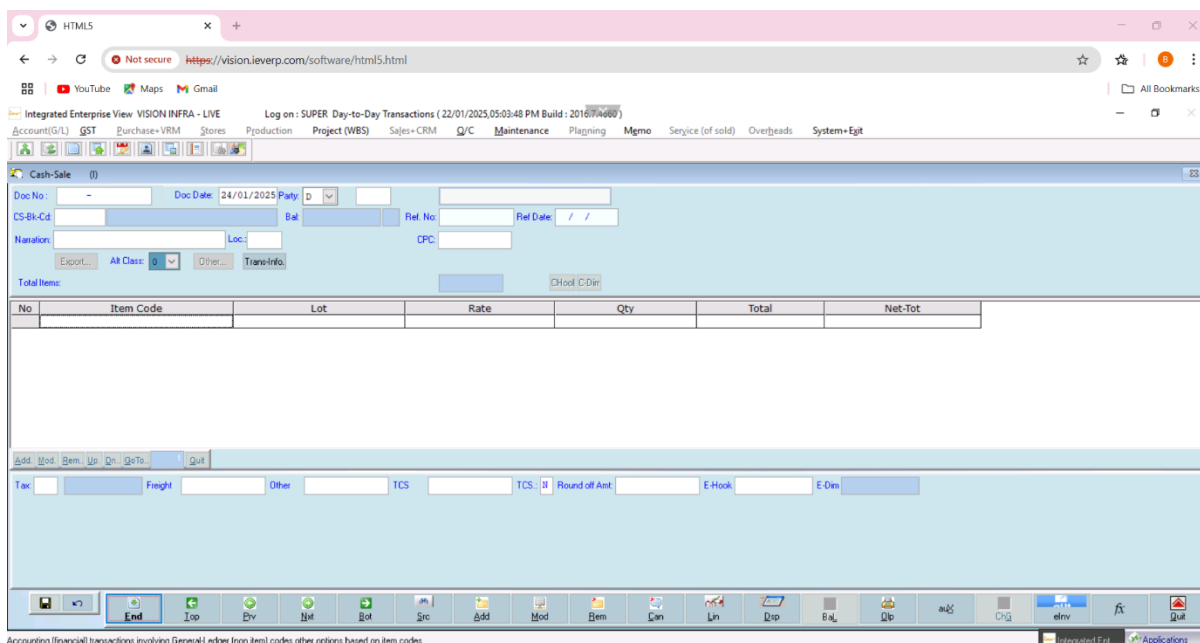 HTML5
Not secure https://vision.ieverp.com/software/html5.html
B
YouTube Maps Gmail All Bookmarks
Integrated Enterprise View VISION INFRA - LIVE Log on : SUPER Day-to-Day Transactions ( 22/01/2025,05:03:48 PM Build : 2016.7.4660 )
Account(G/L) GST Purchase+VRM Stores Production Project (WBS) Sales+CRM Q/C Maintenance Planning Memo Service (of sold) Overheads System+Exit
Cash-Sale (I)
Doc No : - Doc Date: 24/01/2025 Party: D
CS-Bk-Cd: Bal: Ref. No: Ref Date: / /
Narration: Loc.: CPC:
Export... Alt Class: 0 Other... Trans-Info.
Total Items: CHook C-Dim
No Item Code Lot Rate Qty Total Net-Tot
Add. Mod. Rem.. Up. Dn.. GoTo.. Quit
Tax: Freight Other TCS TCS.: N Round off Amt: E-Hook E-Dim
End Top Prv Nxt Bot Src Add Mod Rem Can Lin Dsp Bal Qlp ChG eInv fx Quit
Accounting (financial) transactions involving General-Ledger (non item) codes other options based on item codes. Integrated Ent Applications